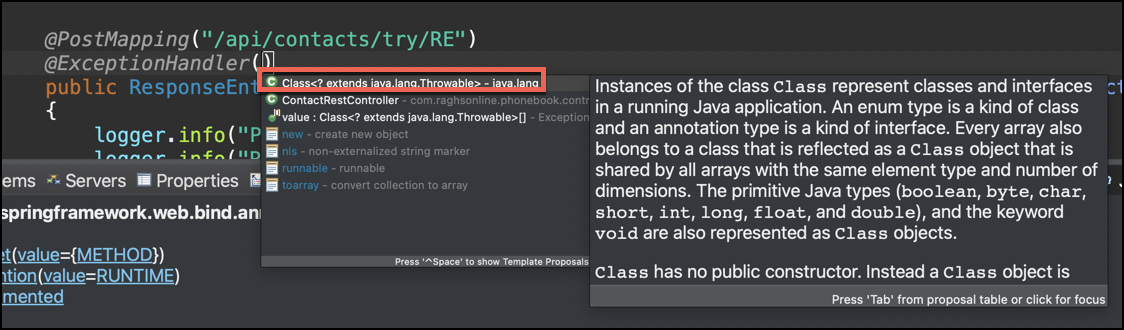 @PostMapping("/api/contacts/try/RE")
@ExceptionHandler()
public ResponseEnt
{
logger.info("P
logger.info("P
Class<? extends java.lang.Throwable> - java.lang
ContactRestController - com.raghsonline.phonebook.contr
value : Class<? extends java.lang.Throwable>[] - Exception
new - create new object
nls - non-externalized string marker
runnable - runnable
toarray - convert collection to array
Press '^Space' to show Template Proposals
Instances of the class Class represent classes and interfaces
in a running Java application. An enum type is a kind of class
and an annotation type is a kind of interface. Every array also
belongs to a class that is reflected as a Class object that is
shared by all arrays with the same element type and number of
dimensions. The primitive Java types (boolean, byte, char,
short, int, long, float, and double), and the keyword
void are also represented as Class objects.
Class has no public constructor. Instead a Class object is
Press 'Tab' from proposal table or click for focus
ems Servers Properties
springframework.web.bind.ann
et(value={METHOD})
ntion(value=RUNTIME)
umented